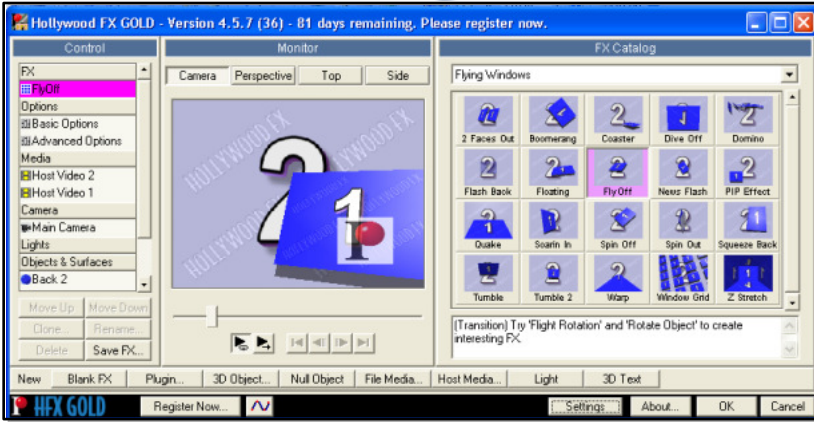 Hollywood FX GOLD - Version 4.5.7 (36) - 81 days remaining. Please register now.
Control
FX
FlyOff
Options
Basic Options
Advanced Options
Media
Host Video 2
Host Video 1
Camera
Main Camera
Lights
Objects & Surfaces
Back 2
Move Up Move Down
Clone... Rename...
Delete Save FX...
Monitor
Camera Perspective Top Side
HOLLYWOOD FX
HOLLYWOOD FX
2
1
P
FX Catalog
Flying Windows
2 Faces Out Boomerang Coaster Dive Off Domino
Flash Back Floating Fly Off News Flash PIP Effect
Quake Soarin In Spin Off Spin Out Squeeze Back
Tumble Tumble 2 Warp Window Grid Z Stretch
(Transition) Try 'Flight Rotation' and 'Rotate Object' to create
interesting FX.
New Blank FX Plugin... 3D Object... Null Object File Media... Host Media... Light 3D Text
HFX GOLD Register Now... Settings About... OK Cancel